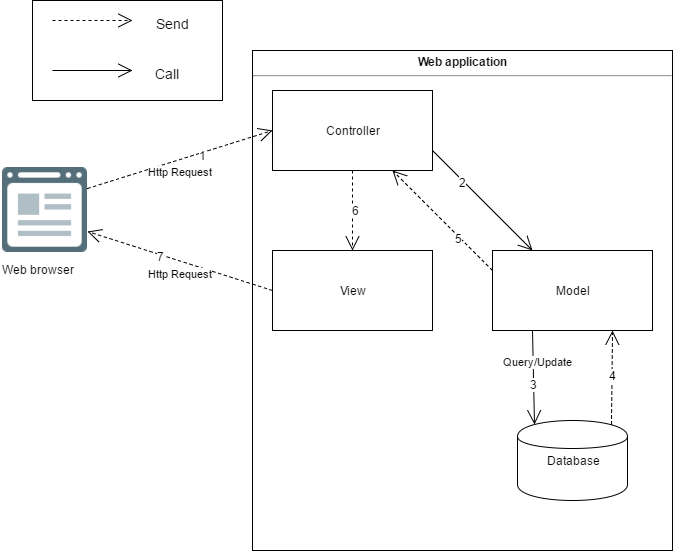 Send
Call
Web application
Controller
1
Http Request
2
6
5
7
Http Request
Web browser
View
Model
Query/Update
3
4
Database